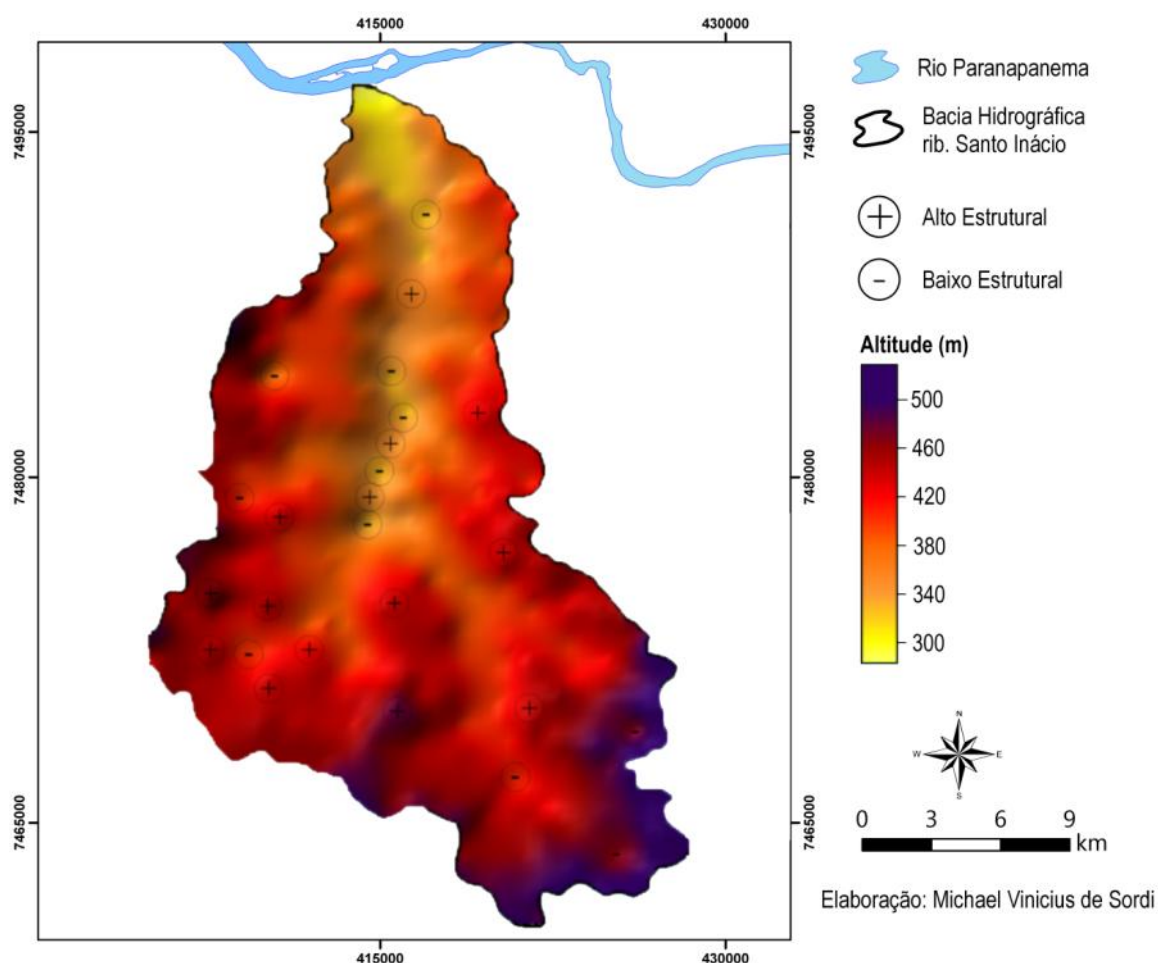 415000
430000
7495000
7495000
7480000
7480000
7465000
7465000
415000
430000
Rio Paranapanema
Bacia Hidrográfica
rib. Santo Inácio
+ Alto Estrutural
- Baixo Estrutural
Altitude (m)
500
460
420
380
340
300
N
W E
S
0 3 6 9
km
Elaboração: Michael Vinicius de Sordi